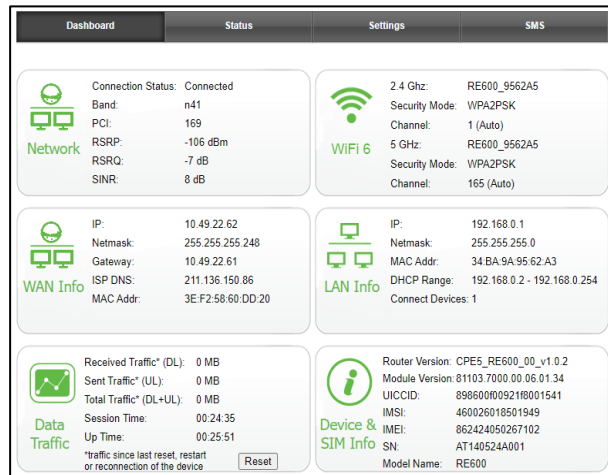 Dashboard Status Settings SMS
Network
Connection Status: Connected
Band: n41
PCI: 169
RSRP: -106 dBm
RSRQ: -7 dB
SINR: 8 dB
WiFi 6
2.4 Ghz: RE600_9562A5
Security Mode: WPA2PSK
Channel: 1 (Auto)
5 GHz: RE600_9562A5
Security Mode: WPA2PSK
Channel: 165 (Auto)
WAN Info
IP: 10.49.22.62
Netmask: 255.255.255.248
Gateway: 10.49.22.61
ISP DNS: 211.136.150.86
MAC Addr: 3E:F2:58:60:DD:20
LAN Info
IP: 192.168.0.1
Netmask: 255.255.255.0
MAC Addr: 34:BA:9A:95:62:A3
DHCP Range: 192.168.0.2 - 192.168.0.254
Connect Devices: 1
Data
Traffic
Received Traffic* (DL): 0 MB
Sent Traffic* (UL): 0 MB
Total Traffic* (DL+UL): 0 MB
Session Time: 00:24:35
Up Time: 00:25:51
*traffic since last reset, restart
or reconnection of the device
Reset
Device &
SIM Info
Router Version: CPE5_RE600_00_v1.0.2
Module Version: 81103.7000.00.06.01.34
UICCID: 898600f00921f8001541
IMSI: 460026018501949
IMEI: 862424050267102
SN: AT140524A001
Model Name: RE600